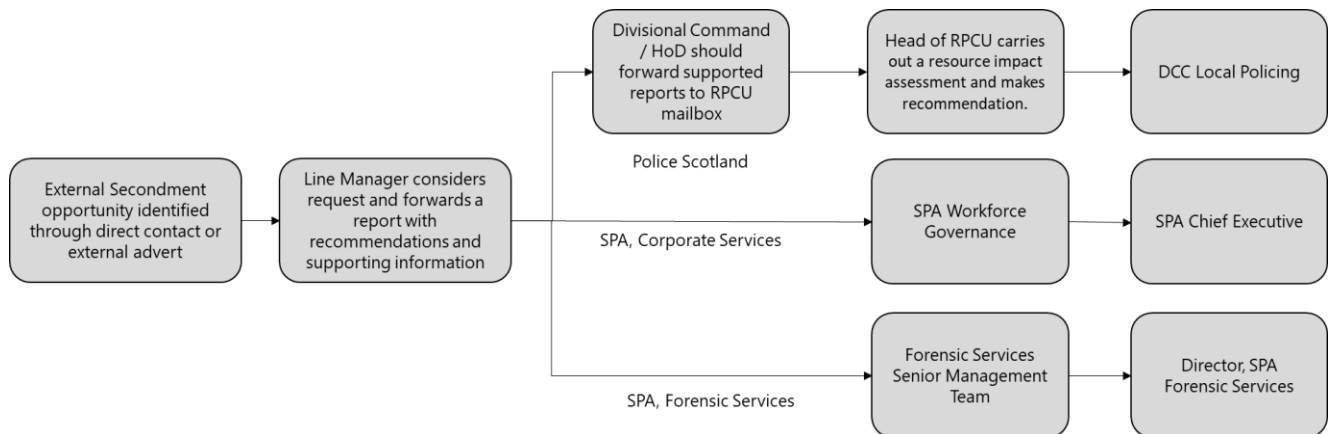 External Secondment
opportunity identified
through direct contact or
external advert
Line Manager considers
request and forwards a
report with
recommendations and
supporting information
Divisional Command
/ HoD should
forward supported
reports to RPCU
mailbox
Head of RPCU carries
out a resource impact
assessment and makes
recommendation.
DCC Local Policing
Police Scotland
SPA Workforce
Governance
SPA Chief Executive
SPA, Corporate Services
Forensic Services
Senior Management
Team
Director, SPA
Forensic Services
SPA, Forensic Services